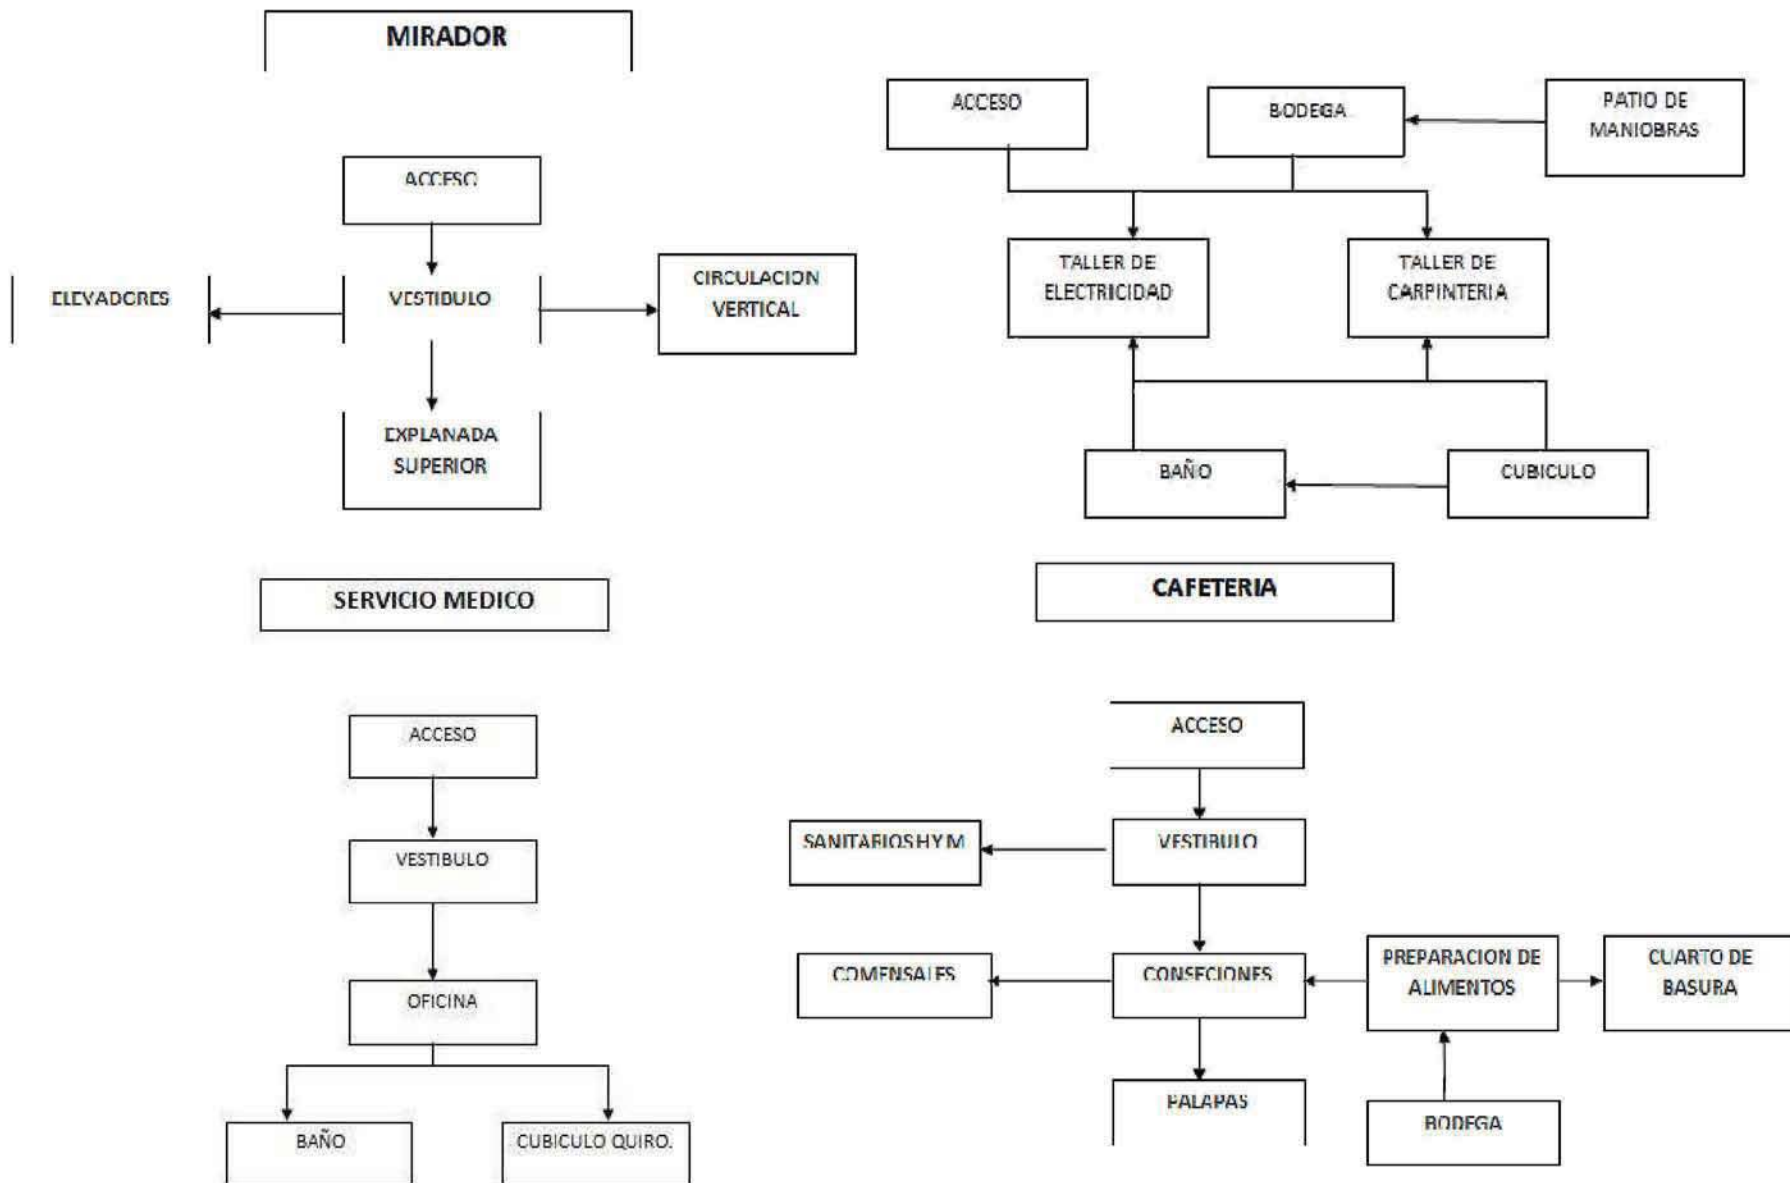 MIRADOR
ACCESO
ELEVADORES
VESTIBULO
CIRCULACION
VERTICAL
EXPLANADA
SUPERIOR
ACCESO
BODEGA
PATIO DE
MANIOBRAS
TALLER DE
ELECTRICIDAD
TALLER DE
CARPINTERIA
BAÑO
CUBICULO
SERVICIO MEDICO
ACCESO
VESTIBULO
OFICINA
BAÑO
CUBICULO QUIRO.
CAFETERIA
ACCESO
SANITARIOS H Y M
VESTIBULO
COMENSALES
CONSECIONES
PREPARACION DE
ALIMENTOS
CUARTO DE
BASURA
PALAPAS
BODEGA